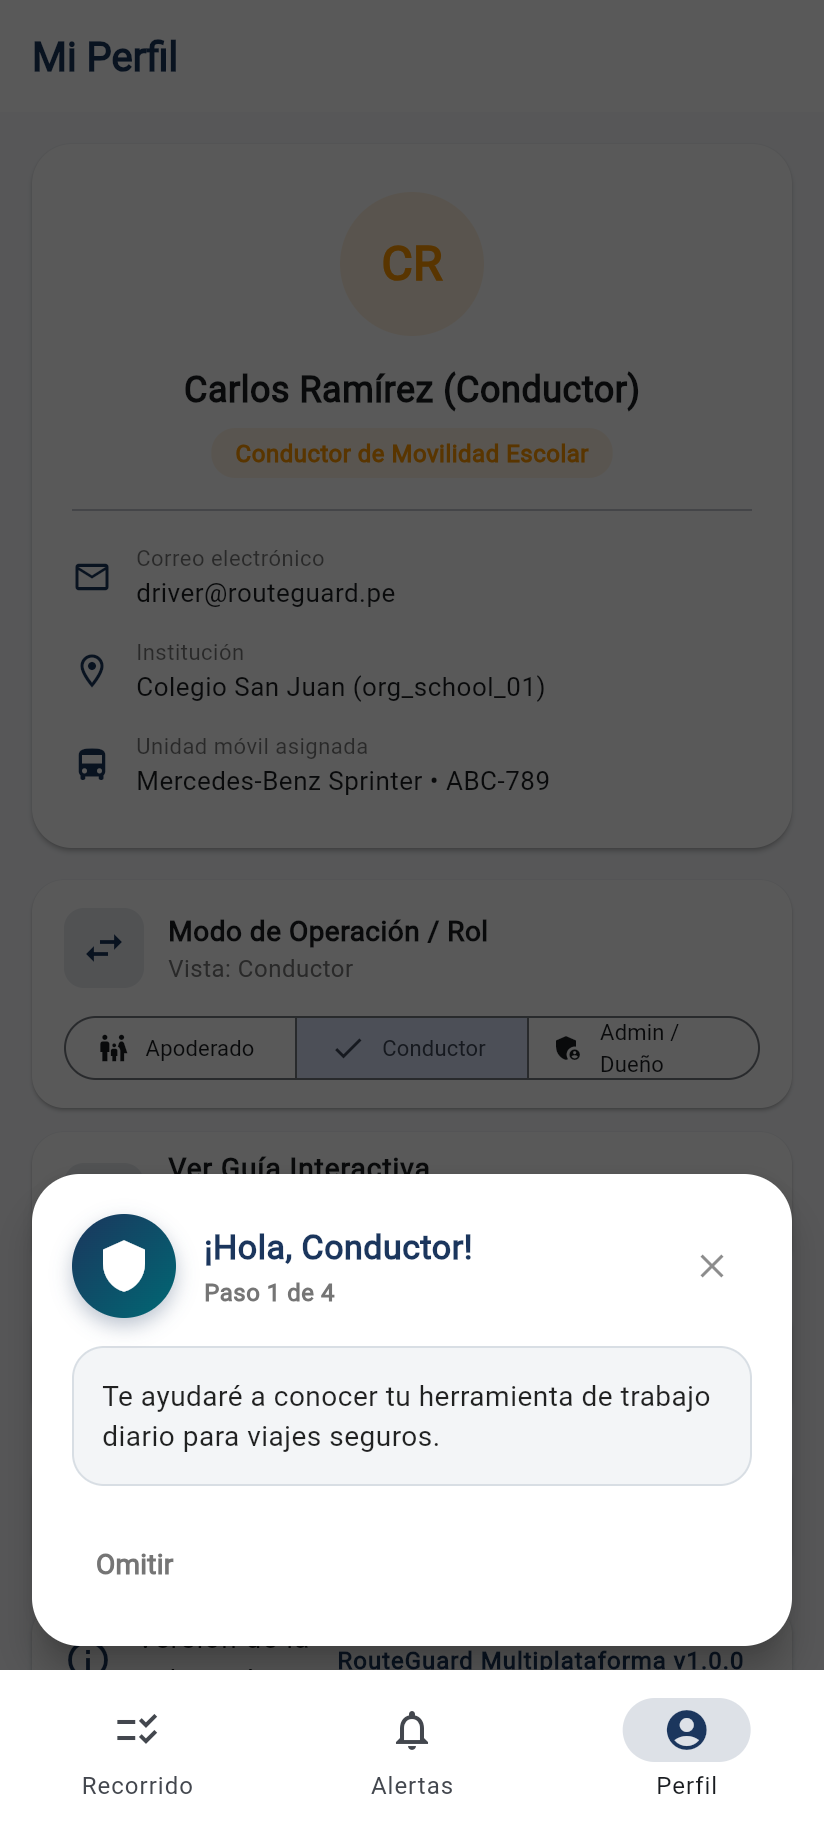 Mi Perfil
CR
Carlos Ramírez (Conductor)
Conductor de Movilidad Escolar
Correo electrónico
driver@routeguard.pe
Institución
Colegio San Juan (org_school_01)
Unidad móvil asignada
Mercedes-Benz Sprinter • ABC-789
Modo de Operación / Rol
Vista: Conductor
Apoderado
Conductor
Admin /
Dueño
Ver Guía Interactiva
¡Hola, Conductor!
Paso 1 de 4
Te ayudaré a conocer tu herramienta de trabajo
diario para viajes seguros.
Omitir
RouteGuard Multiplataforma v1.0.0
Recorrido
Alertas
Perfil